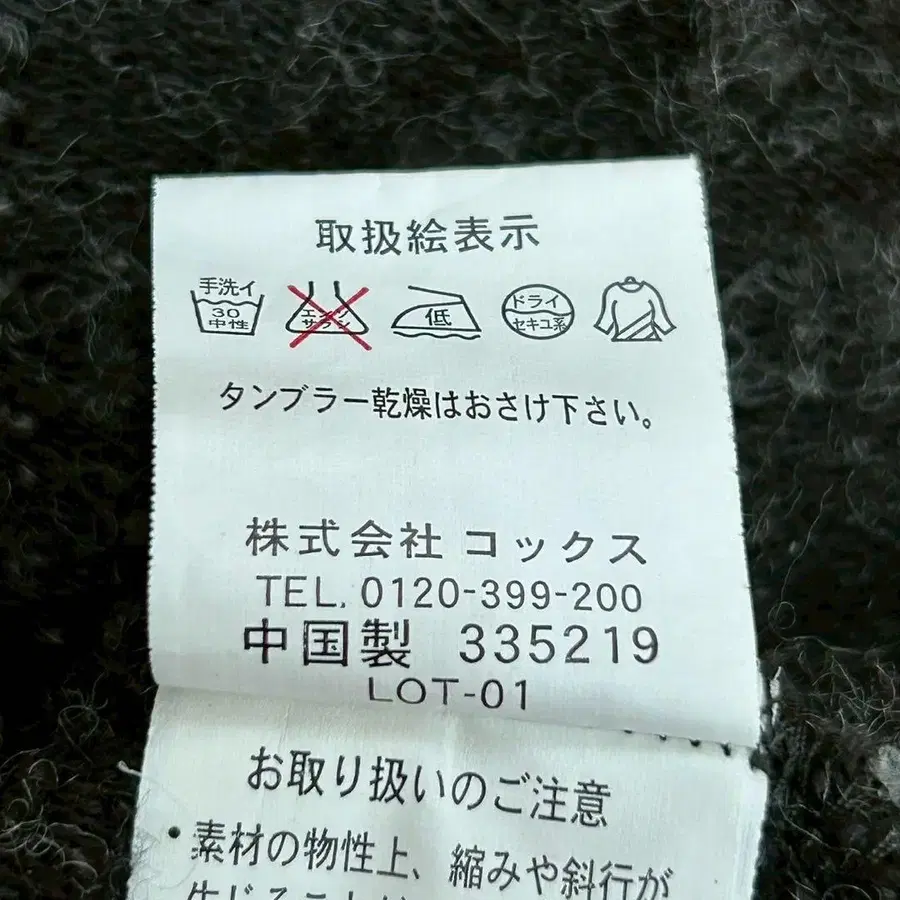 取扱絵表示
手洗イ
30
中性
エンソ
サラシ
低
ドライ
セキユ系
タンブラー乾燥はおさけ下さい。
株式会社 コックス
TEL. 0120-399-200
中国製 335219
LOT-01
お取り扱いのご注意
・素材の物性上、縮みや斜行が